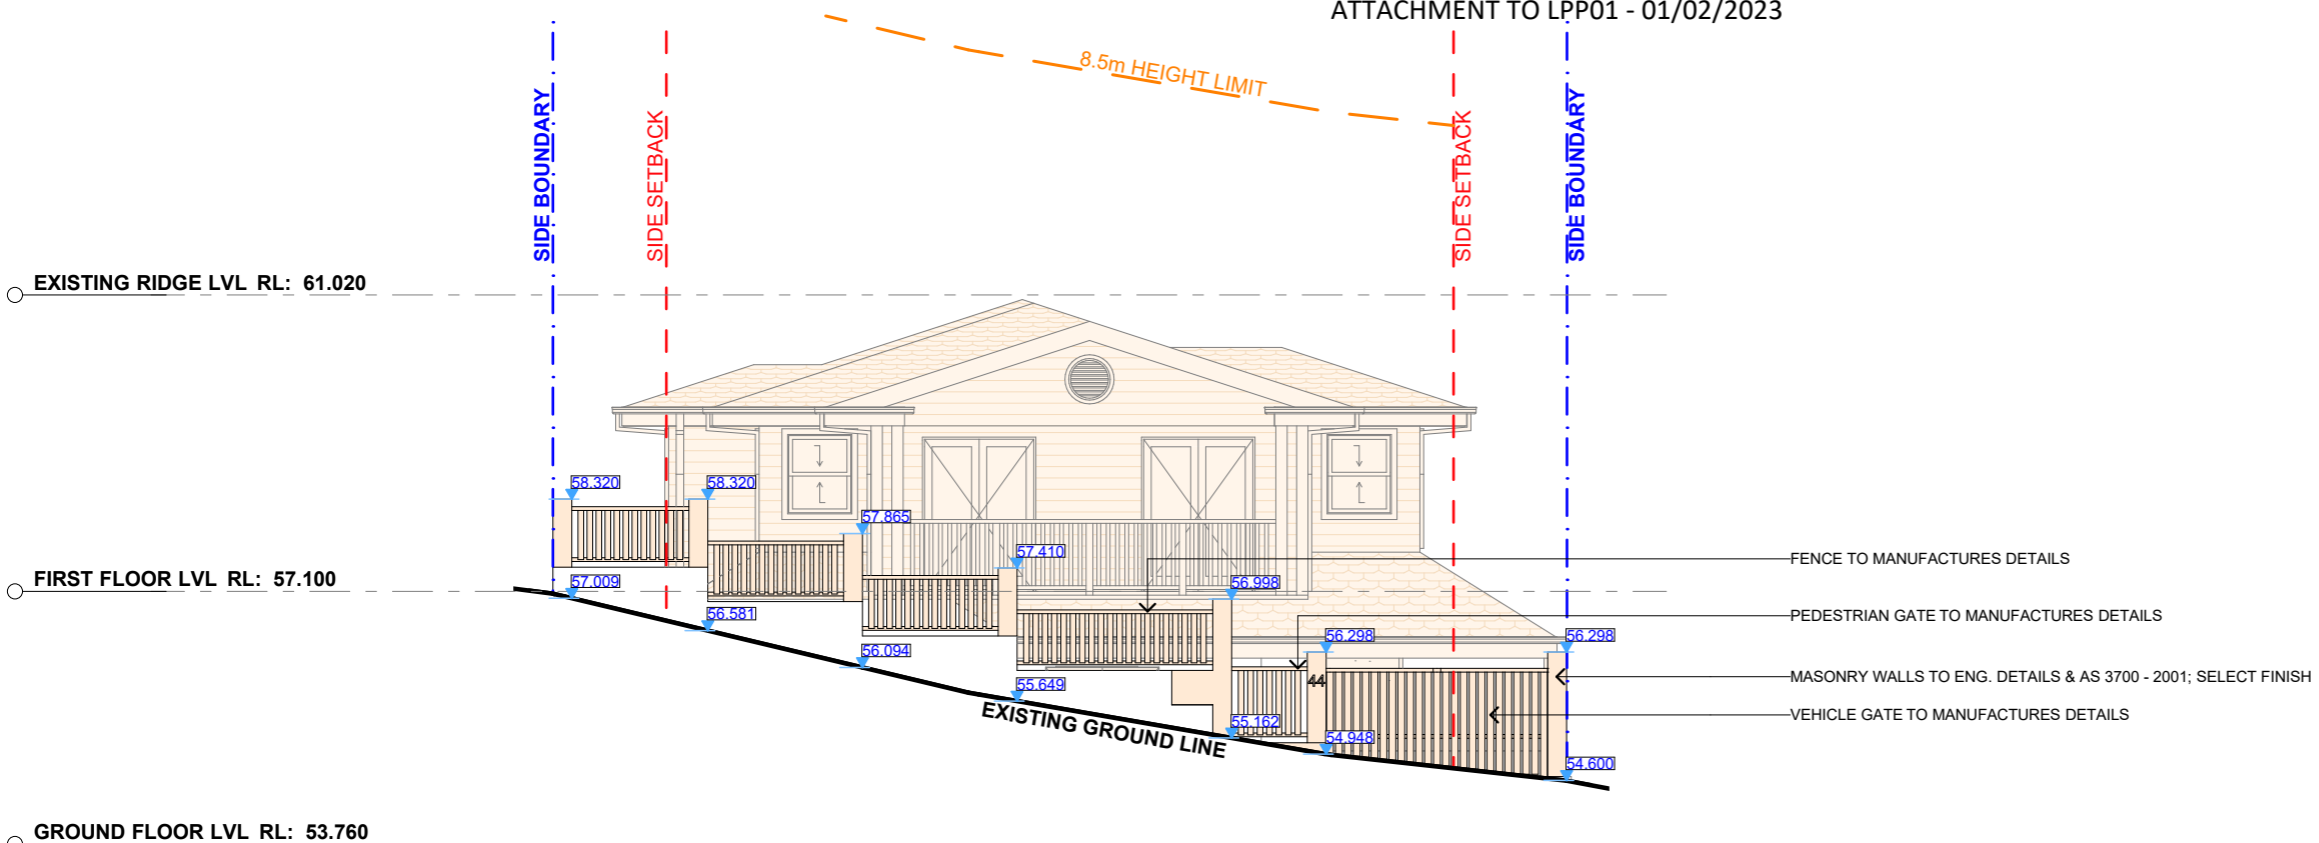 ATTACHMENT TO LPP01 - 01/02/2023
8.5m HEIGHT LIMIT
SIDE BOUNDARY
SIDE SETBACK
SIDE SETBACK
SIDE BOUNDARY
EXISTING RIDGE LVL RL: 61.020
58.320
58.320
57.865
57.410
FENCE TO MANUFACTURES DETAILS
FIRST FLOOR LVL RL: 57.100
57.009
56.998
56.581
PEDESTRIAN GATE TO MANUFACTURES DETAILS
56.298
56.298
56.094
MASONRY WALLS TO ENG. DETAILS & AS 3700 - 2001; SELECT FINISH
44
55.649
EXISTING GROUND LINE
VEHICLE GATE TO MANUFACTURES DETAILS
55.162
54.948
54.600
GROUND FLOOR LVL RL: 53.760